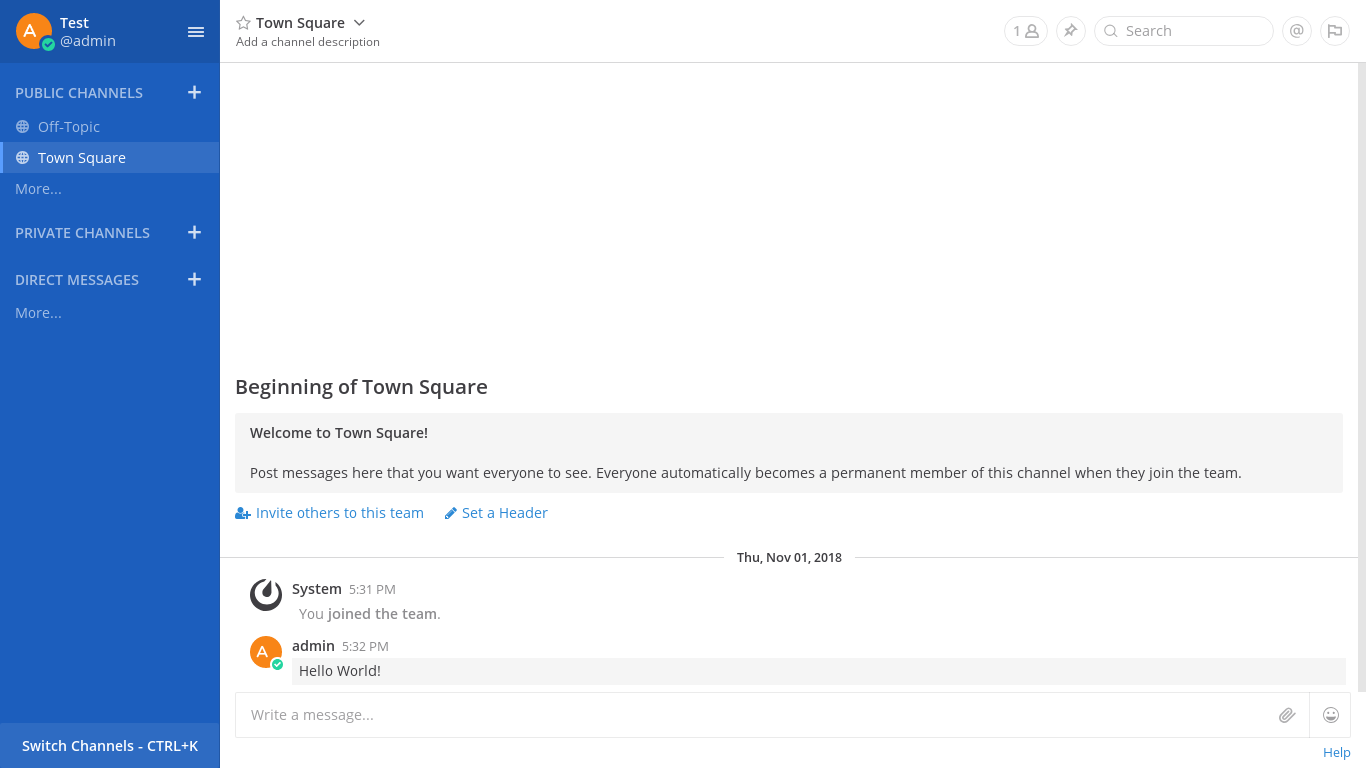 Test
@admin
PUBLIC CHANNELS
Off-Topic
Town Square
More...
PRIVATE CHANNELS
DIRECT MESSAGES
More...
Switch Channels - CTRL+K
Town Square
Add a channel description
1
Search
@
Beginning of Town Square
Welcome to Town Square!
Post messages here that you want everyone to see. Everyone automatically becomes a permanent member of this channel when they join the team.
Invite others to this team Set a Header
Thu, Nov 01, 2018
System 5:31 PM
You joined the team.
A
admin 5:32 PM
Hello World!
Write a message...
Help